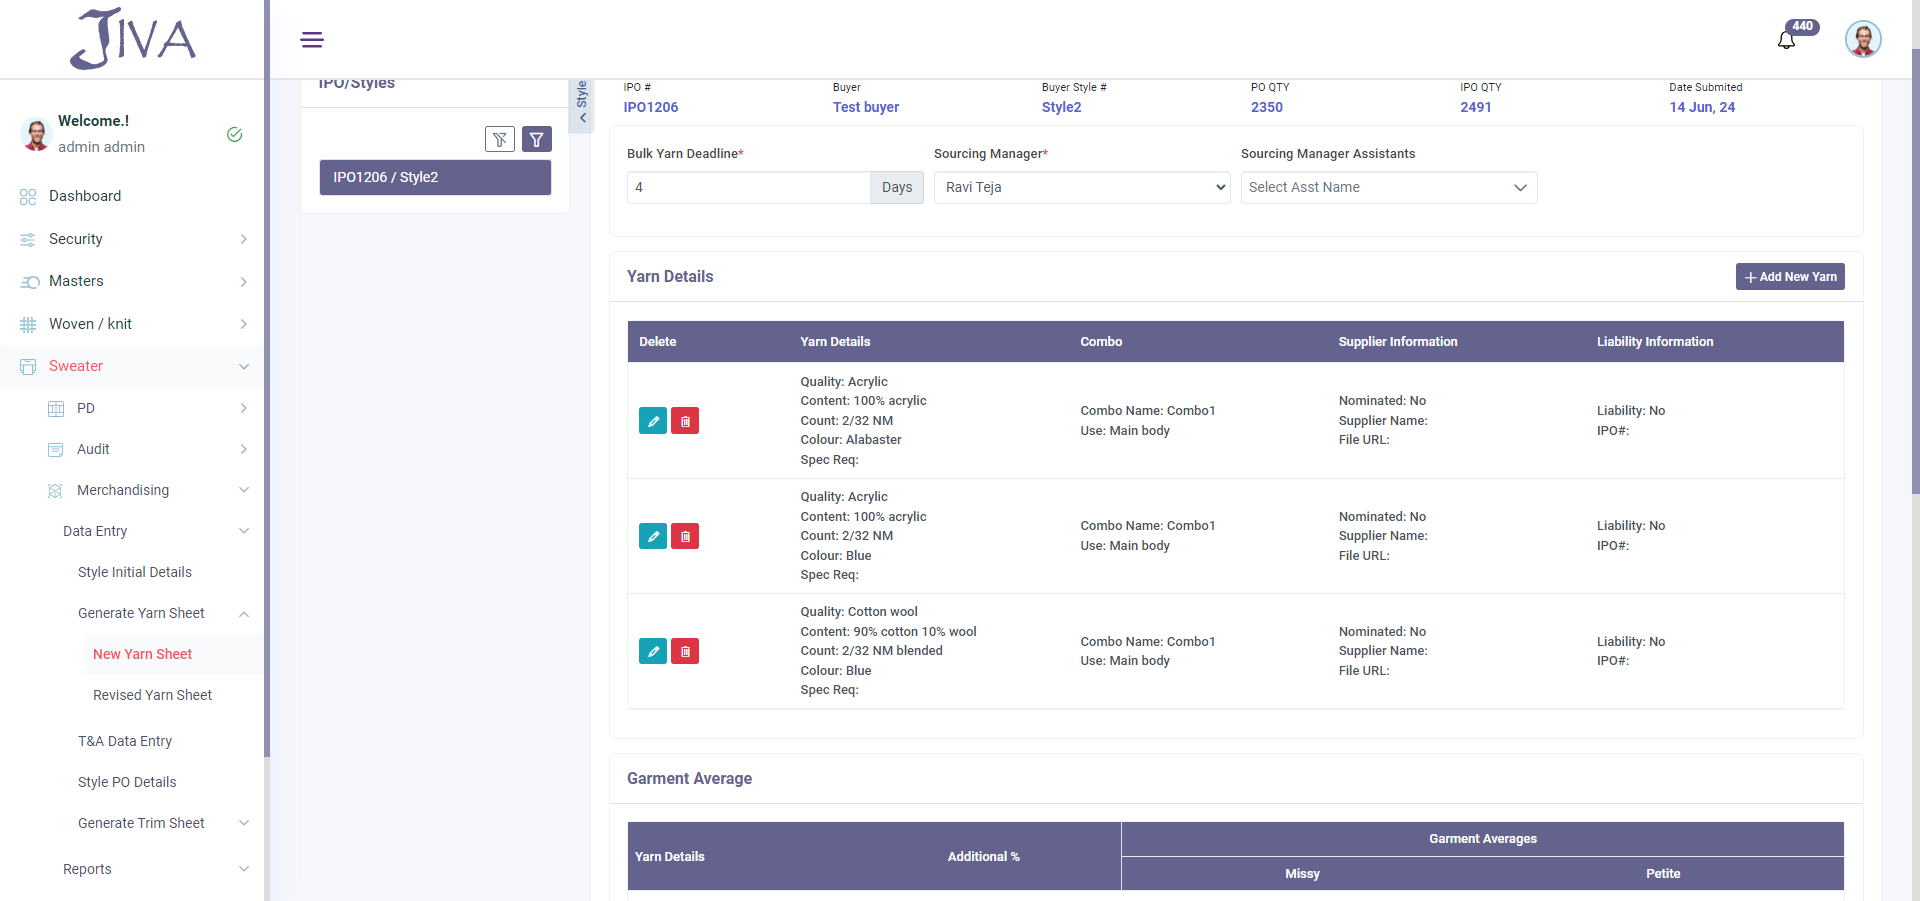 JIVA
440
Welcome.!
admin admin
Dashboard
Security
Masters
Woven / knit
Sweater
PD
Audit
Merchandising
Data Entry
Style Initial Details
Generate Yarn Sheet
New Yarn Sheet
Revised Yarn Sheet
T&A Data Entry
Style PO Details
Generate Trim Sheet
Reports
IPO/Styles
IPO1206 / Style2
Style
IPO # Buyer Buyer Style # PO QTY IPO QTY Date Submited
IPO1206 Test buyer Style2 2350 2491 14 Jun, 24
Bulk Yarn Deadline* Sourcing Manager* Sourcing Manager Assistants
4 Days Ravi Teja Select Asst Name
Yarn Details
Add New Yarn
Delete Yarn Details Combo Supplier Information Liability Information
Quality: Acrylic
Content: 100% acrylic
Count: 2/32 NM
Colour: Alabaster
Spec Req:
Combo Name: Combo1
Use: Main body
Nominated: No
Supplier Name:
File URL:
Liability: No
IPO#:
Quality: Acrylic
Content: 100% acrylic
Count: 2/32 NM
Colour: Blue
Spec Req:
Combo Name: Combo1
Use: Main body
Nominated: No
Supplier Name:
File URL:
Liability: No
IPO#:
Quality: Cotton wool
Content: 90% cotton 10% wool
Count: 2/32 NM blended
Colour: Blue
Spec Req:
Combo Name: Combo1
Use: Main body
Nominated: No
Supplier Name:
File URL:
Liability: No
IPO#:
Garment Average
Yarn Details Additional % Garment Averages
Missy Petite